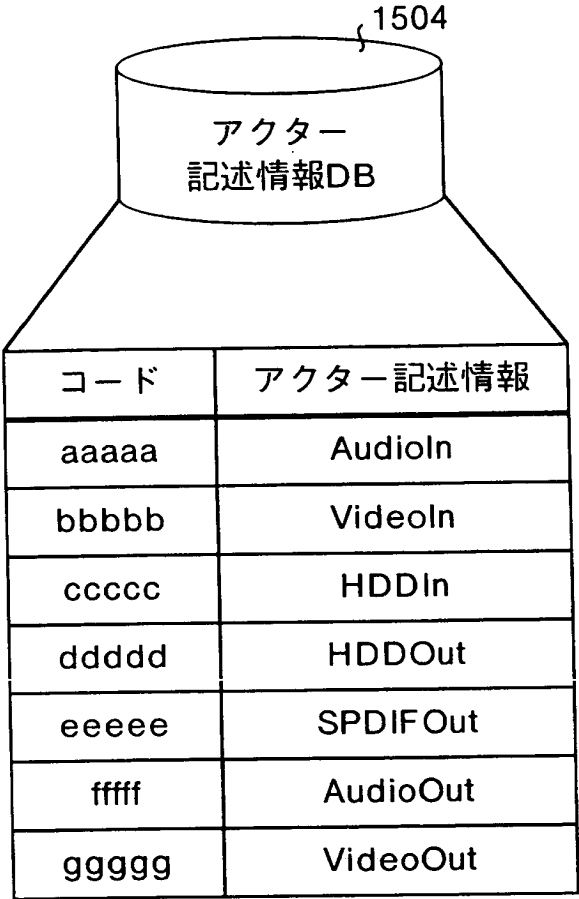 1504
アクター
記述情報DB
コード アクター記述情報
aaaaa AudioIn
bbbbb VideoIn
ccccc HDDIn
ddddd HDDOut
eeeee SPDIFOut
fffff AudioOut
ggggg VideoOut